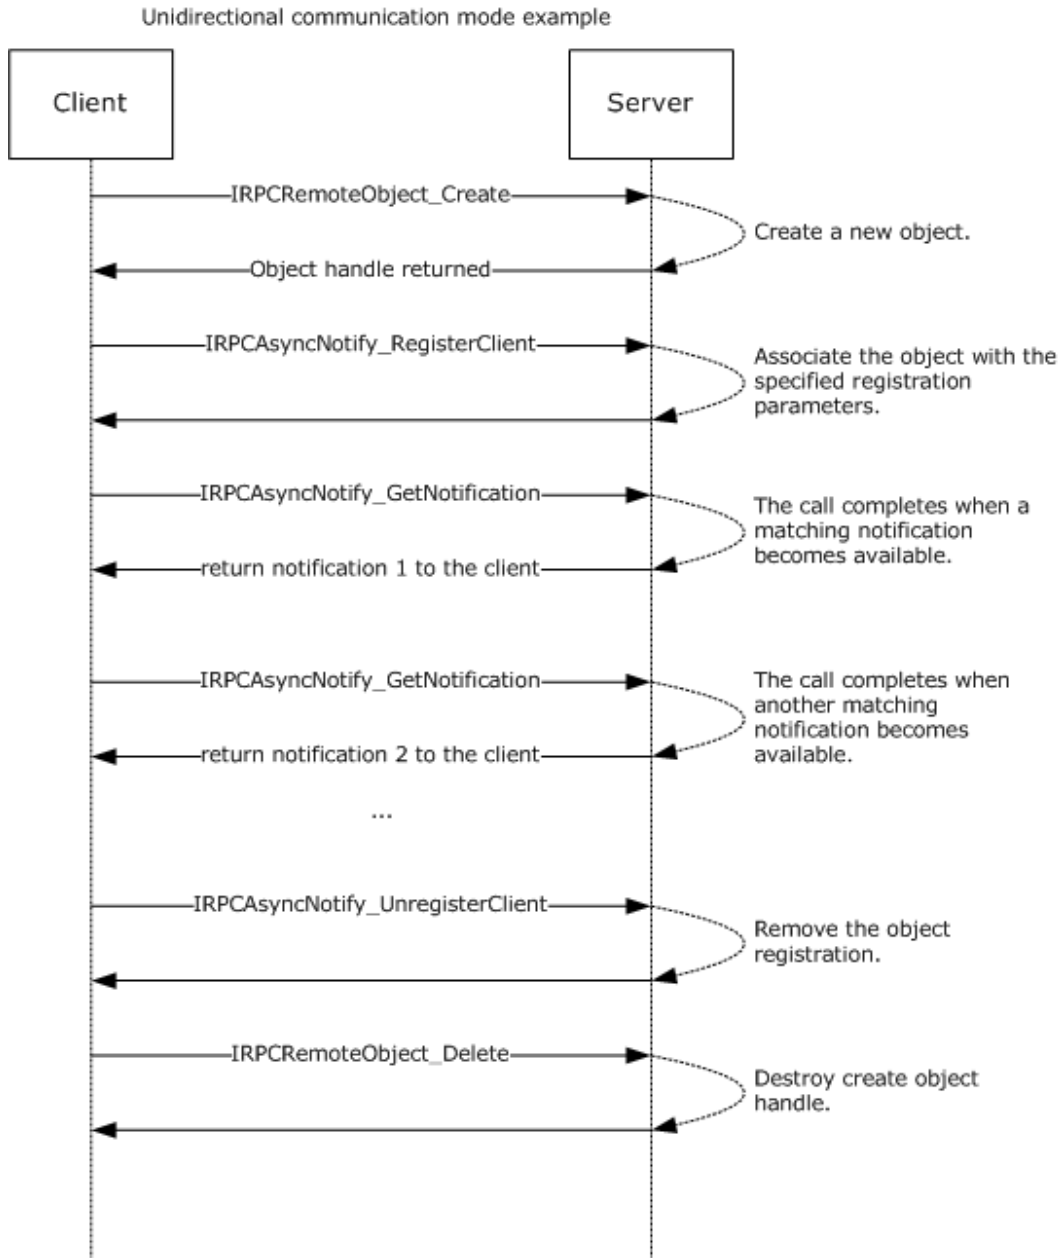 Unidirectional communication mode example
Client
Server
IRPCRemoteObject_Create
Create a new object.
Object handle returned
IRPCAsyncNotify_RegisterClient
Associate the object with the
specified registration
parameters.
IRPCAsyncNotify_GetNotification
The call completes when a
matching notification
becomes available.
return notification 1 to the client
IRPCAsyncNotify_GetNotification
The call completes when
another matching
notification becomes
available.
return notification 2 to the client
...
IRPCAsyncNotify_UnregisterClient
Remove the object
registration.
IRPCRemoteObject_Delete
Destroy create object
handle.